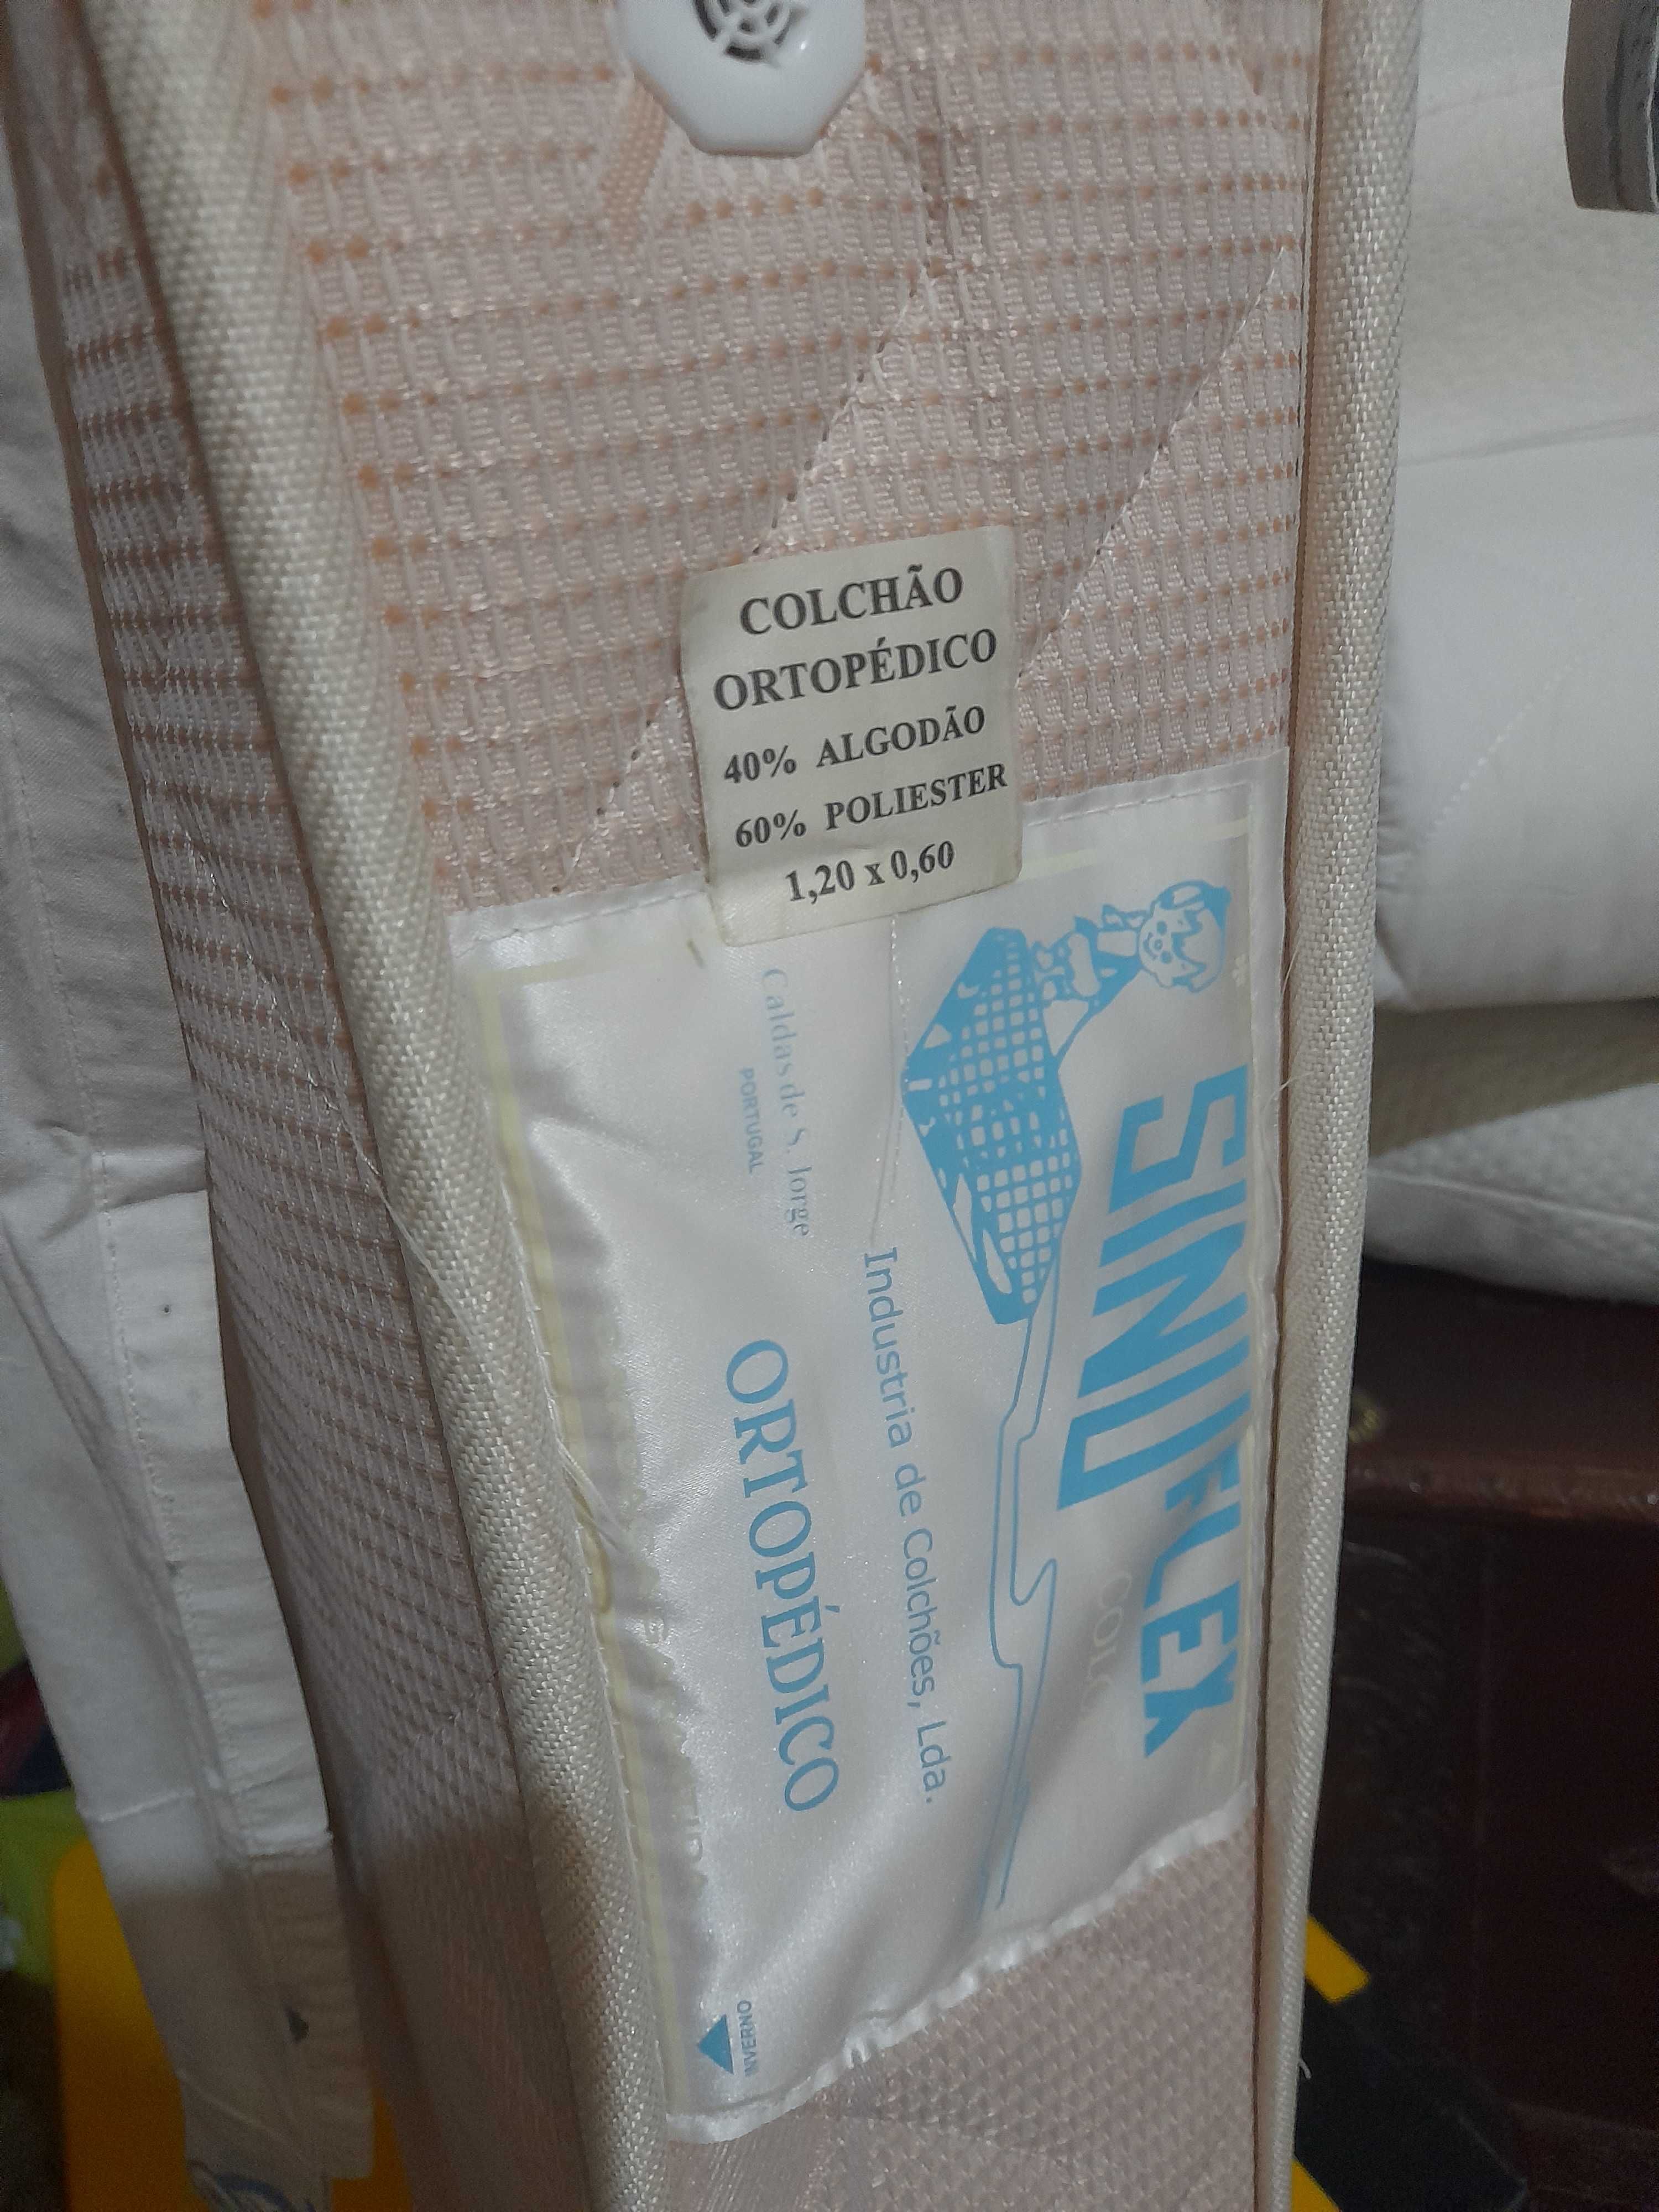 COLCHÃO
ORTOPÉDICO
40% ALGODÃO
60% POLIESTER
1,20 x 0,60
SINUFLEX
Industria de Colchões, Lda.
Caldas de S. Jorge
PORTUGAL
ORTOPÉDICO
INVERNO